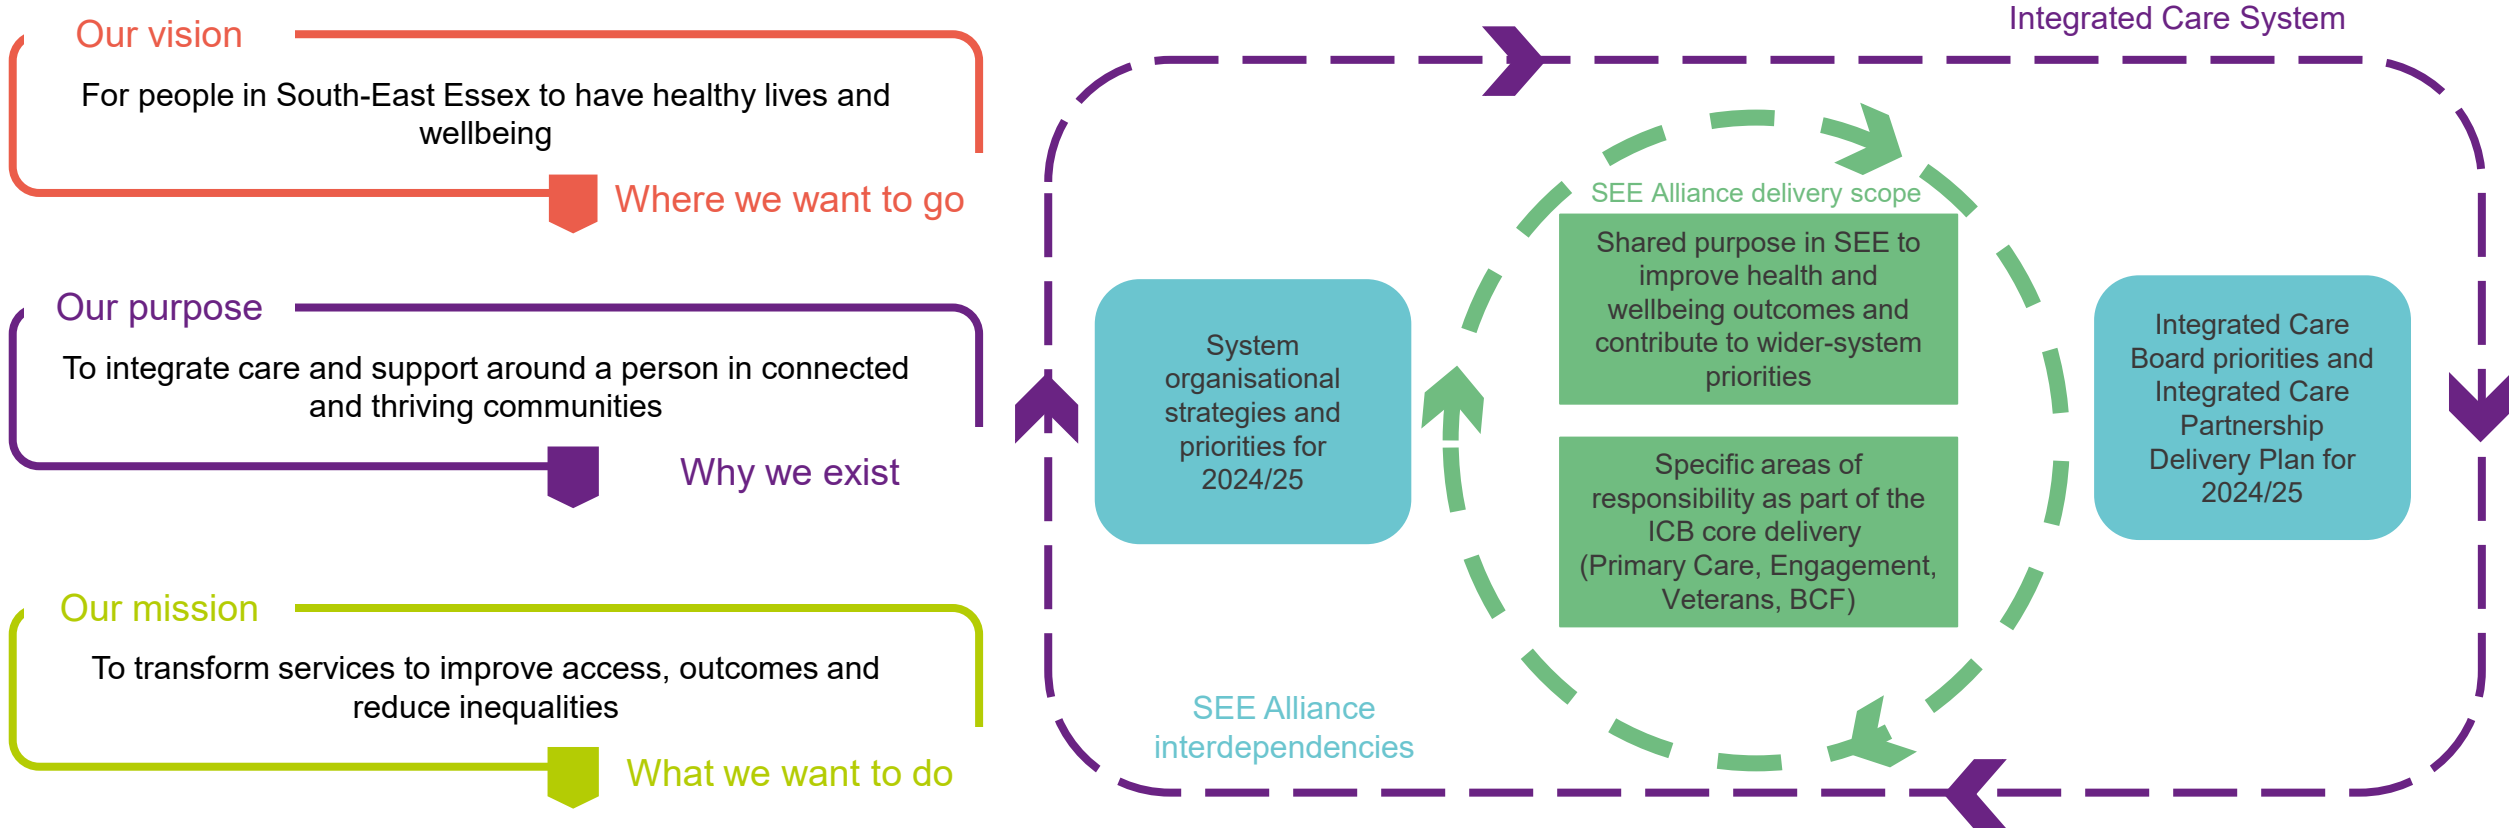 Our vision
For people in South-East Essex to have healthy lives and
wellbeing
Where we want to go
Our purpose
To integrate care and support around a person in connected
and thriving communities
Why we exist
Our mission
To transform services to improve access, outcomes and
reduce inequalities
What we want to do
Integrated Care System
System
organisational
strategies and
priorities for
2024/25
SEE Alliance delivery scope
Shared purpose in SEE to
improve health and
wellbeing outcomes and
contribute to wider-system
priorities
Specific areas of
responsibility as part of the
ICB core delivery
(Primary Care, Engagement,
Veterans, BCF)
Integrated Care
Board priorities and
Integrated Care
Partnership
Delivery Plan for
2024/25
SEE Alliance
interdependencies